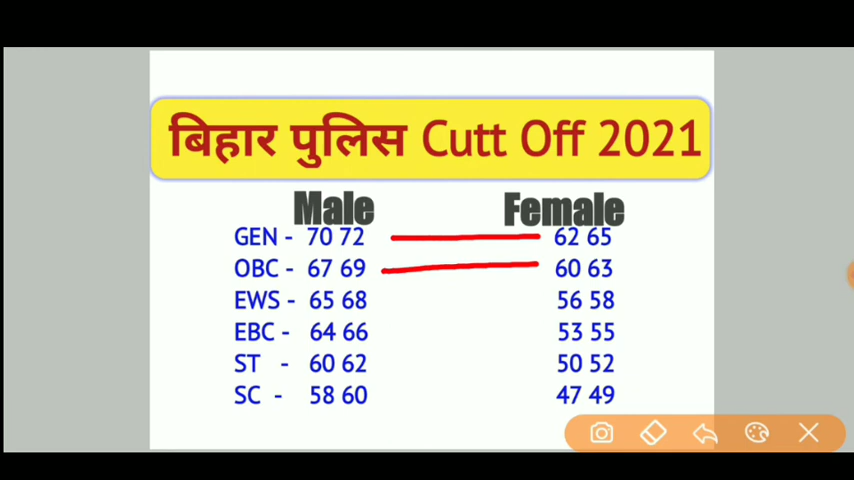 बिहार पुलिस Cutt Off 2021
Male Female
GEN - 70 72 62 65
OBC - 67 69 60 63
EWS - 65 68 56 58
EBC - 64 66 53 55
ST - 60 62 50 52
SC - 58 60 47 49